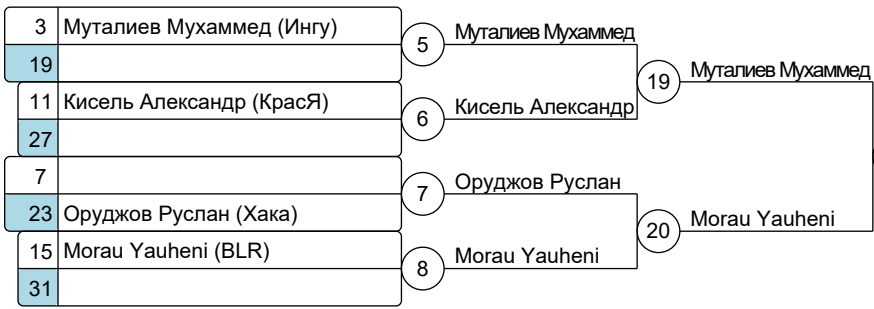 3 Муталиев Мухаммед (Ингу)
19
11 Кисель Александр (КрасЯ)
27
7
23 Оруджов Руслан (Хака)
15 Morau Yauheni (BLR)
31
5 Муталиев Мухаммед
6 Кисель Александр
7 Оруджов Руслан
8 Morau Yauheni
19 Муталиев Мухаммед
20 Morau Yauheni